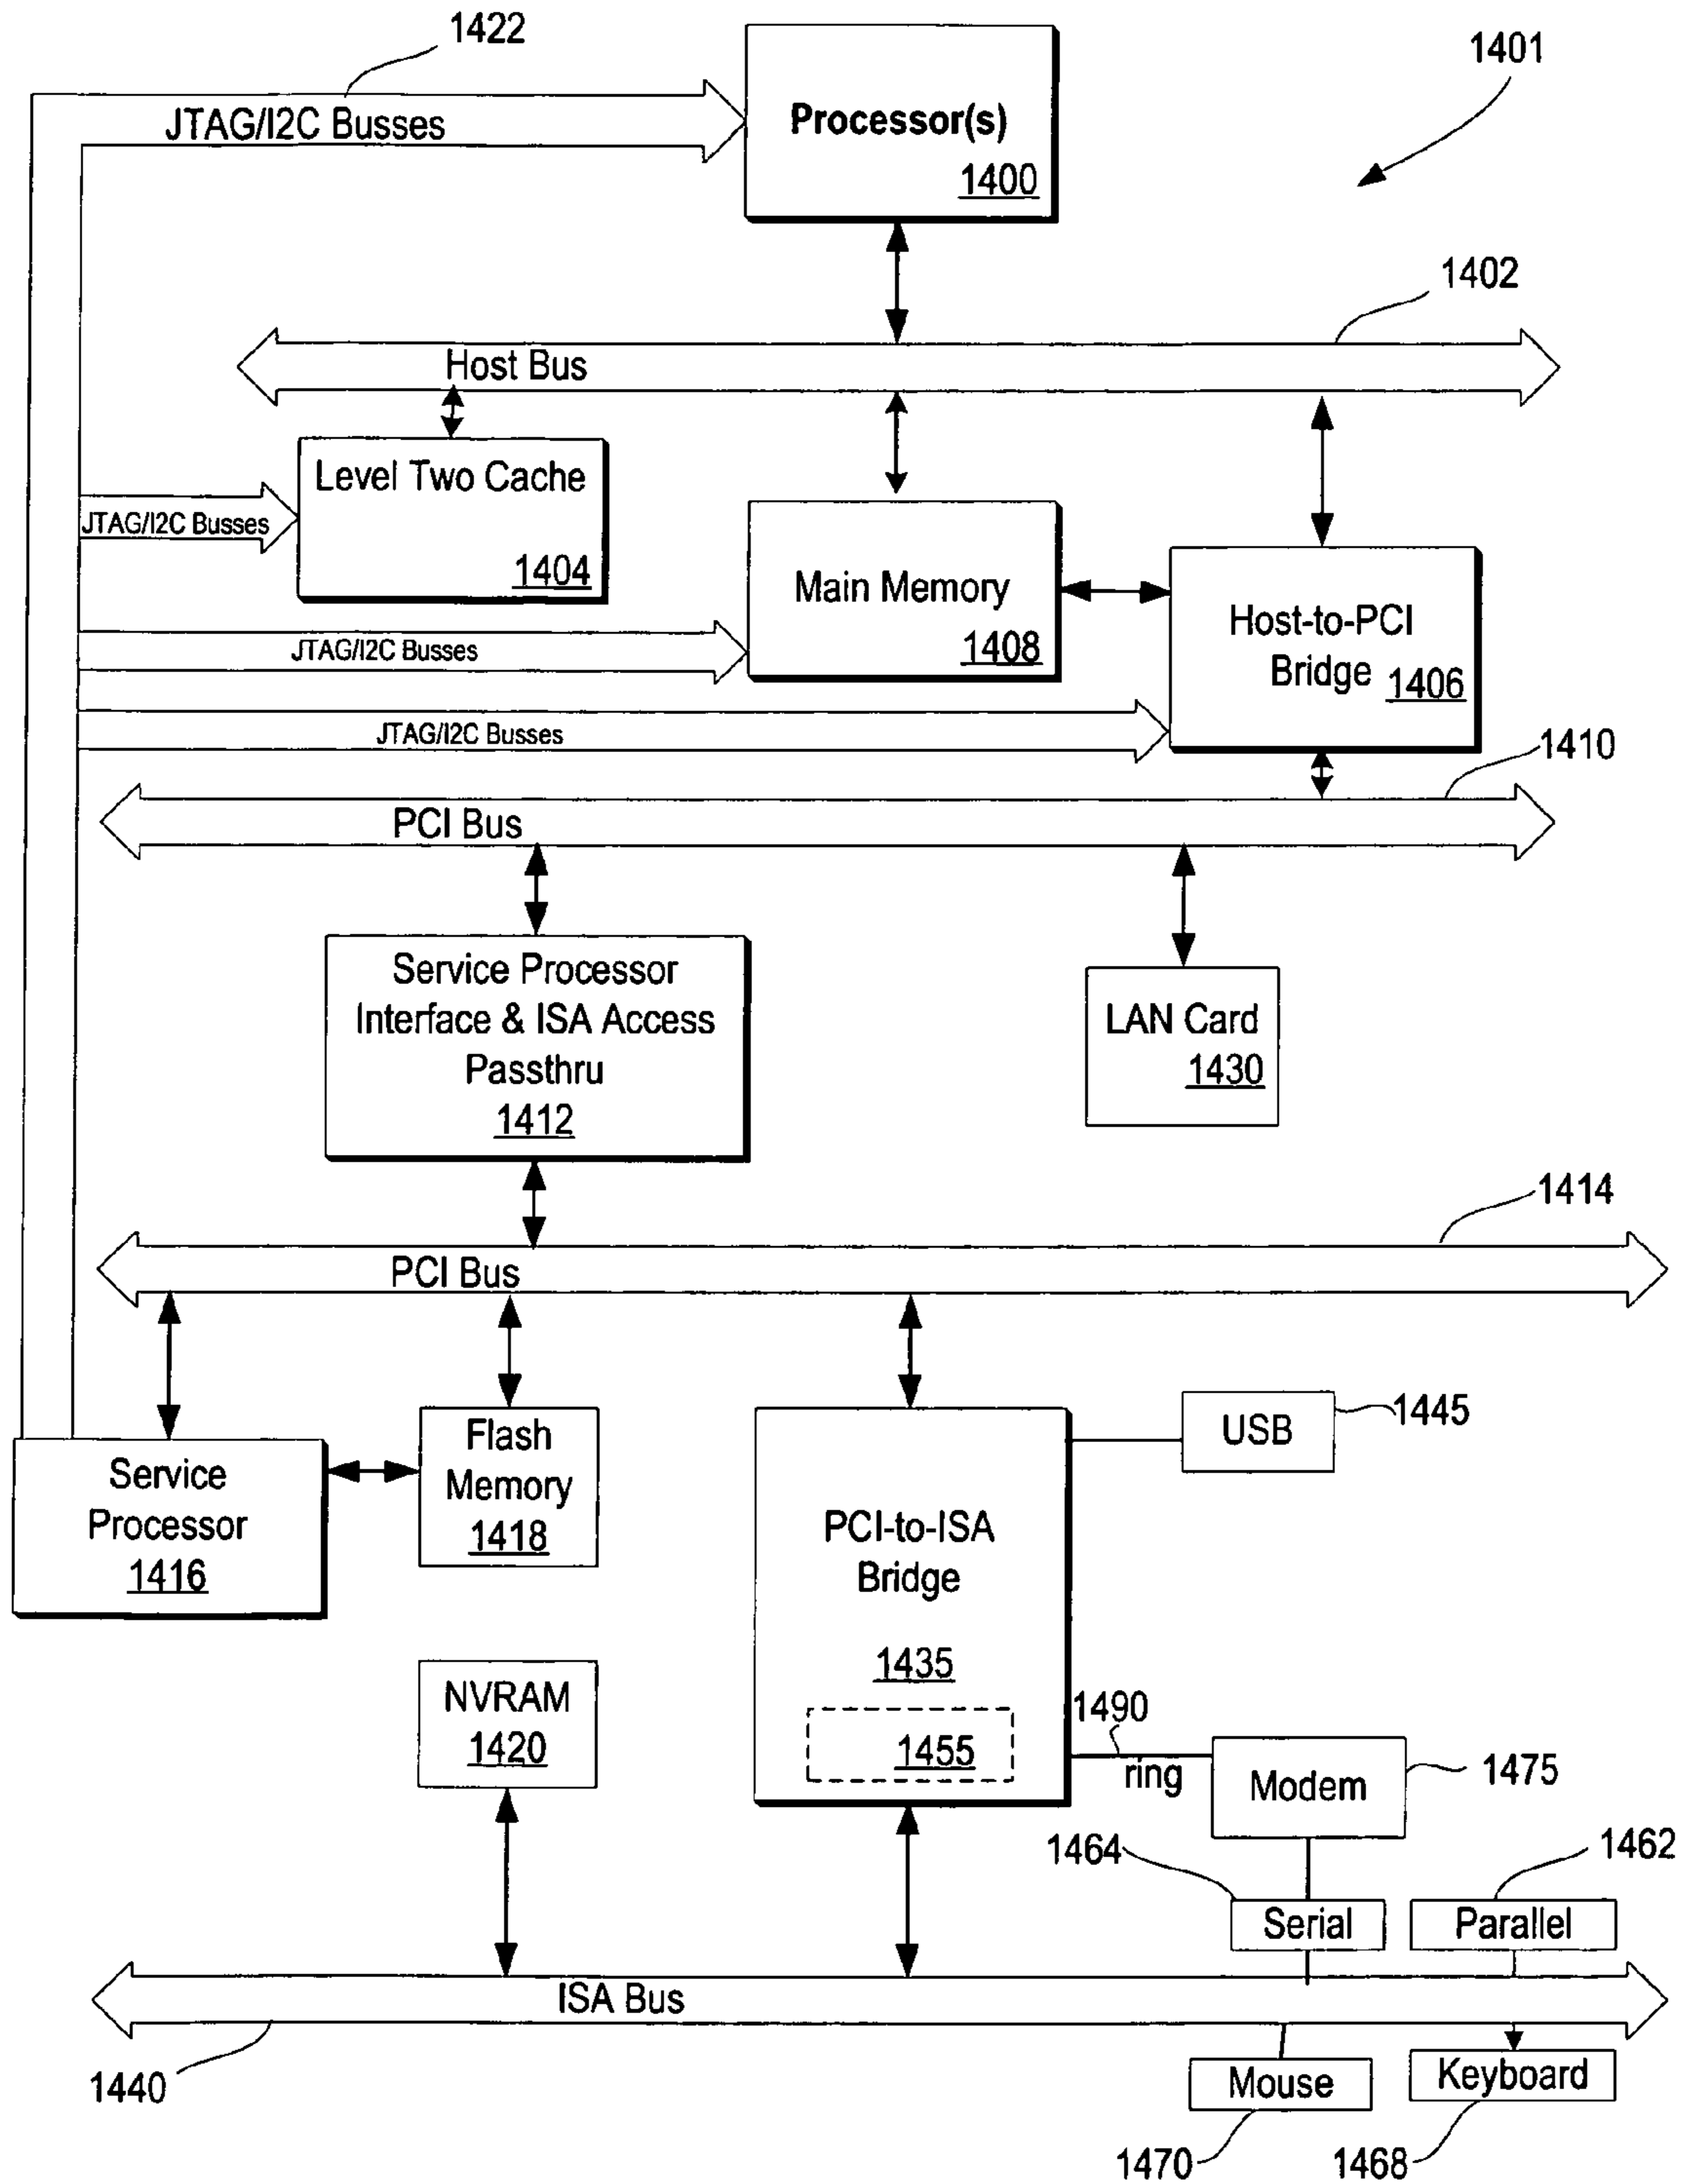 1422
1401
JTAG/I2C Busses
Processor(s)
1400
1402
Host Bus
Level Two Cache
1404
JTAG/I2C Busses
Main Memory
1408
Host-to-PCI
Bridge
1406
JTAG/I2C Busses
JTAG/I2C Busses
1410
PCI Bus
Service Processor
Interface & ISA Access
Passthru
1412
LAN Card
1430
1414
PCI Bus
Service
Processor
1416
Flash
Memory
1418
PCI-to-ISA
Bridge
1435
1455
USB
1445
NVRAM
1420
1490
ring
Modem
1475
1464
1462
Serial
Parallel
ISA Bus
1440
Mouse
Keyboard
1470
1468